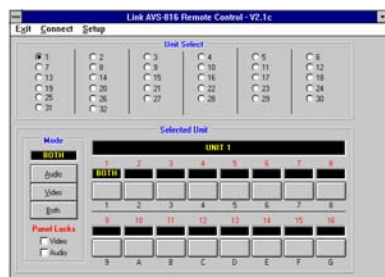 Link AVS-816 Remote Control - V2.1c
Exit Connect Setup
Unit Select
1 2 3 4 5 6
7 8 9 10 11 12
13 14 15 16 17 18
19 20 21 22 23 24
25 26 27 28 29 30
31 32
Selected Unit
Mode
BOTH
Audio
Video
Both
Panel Locks
Video
Audio
UNIT 1
1 2 3 4 5 6 7 8
BOTH
1 2 3 4 5 6 7 8
9 10 11 12 13 14 15 16
9 A B C D E F G